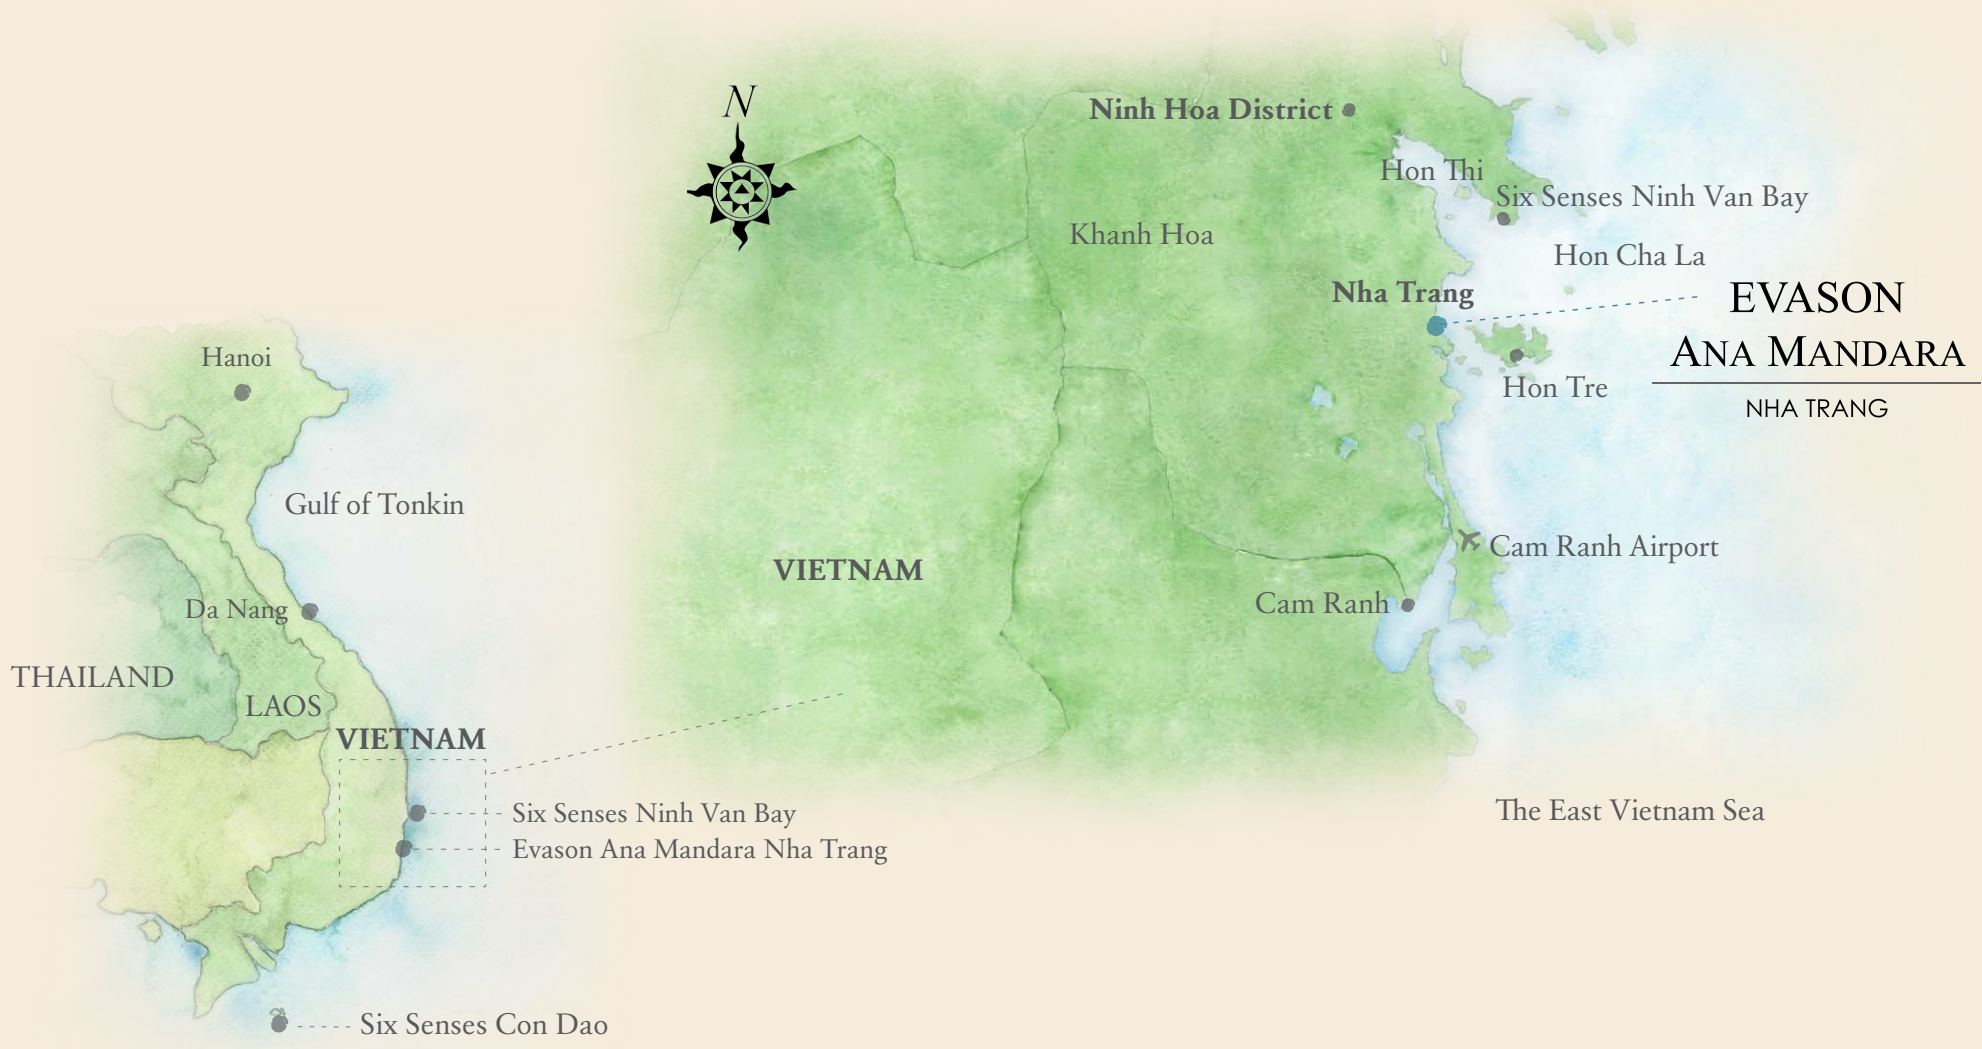 N
Ninh Hoa District
Hon Thi
Six Senses Ninh Van Bay
Khanh Hoa
Hon Cha La
Nha Trang
EVASON
ANA MANDARA
NHA TRANG
Hon Tre
Hanoi
Gulf of Tonkin
Cam Ranh Airport
VIETNAM
Cam Ranh
Da Nang
THAILAND
LAOS
VIETNAM
Six Senses Ninh Van Bay
Evason Ana Mandara Nha Trang
The East Vietnam Sea
Six Senses Con Dao